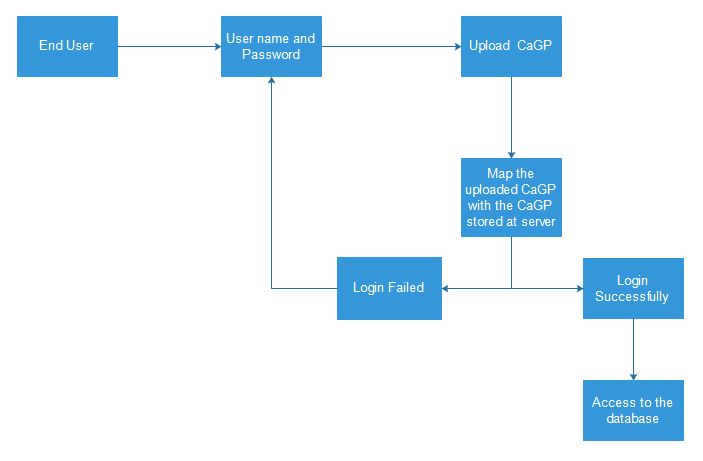 End User
User name and
Password
Upload CaGP
Map the
uploaded CaGP
with the CaGP
stored at server
Login Failed
Login
Successfully
Access to the
database